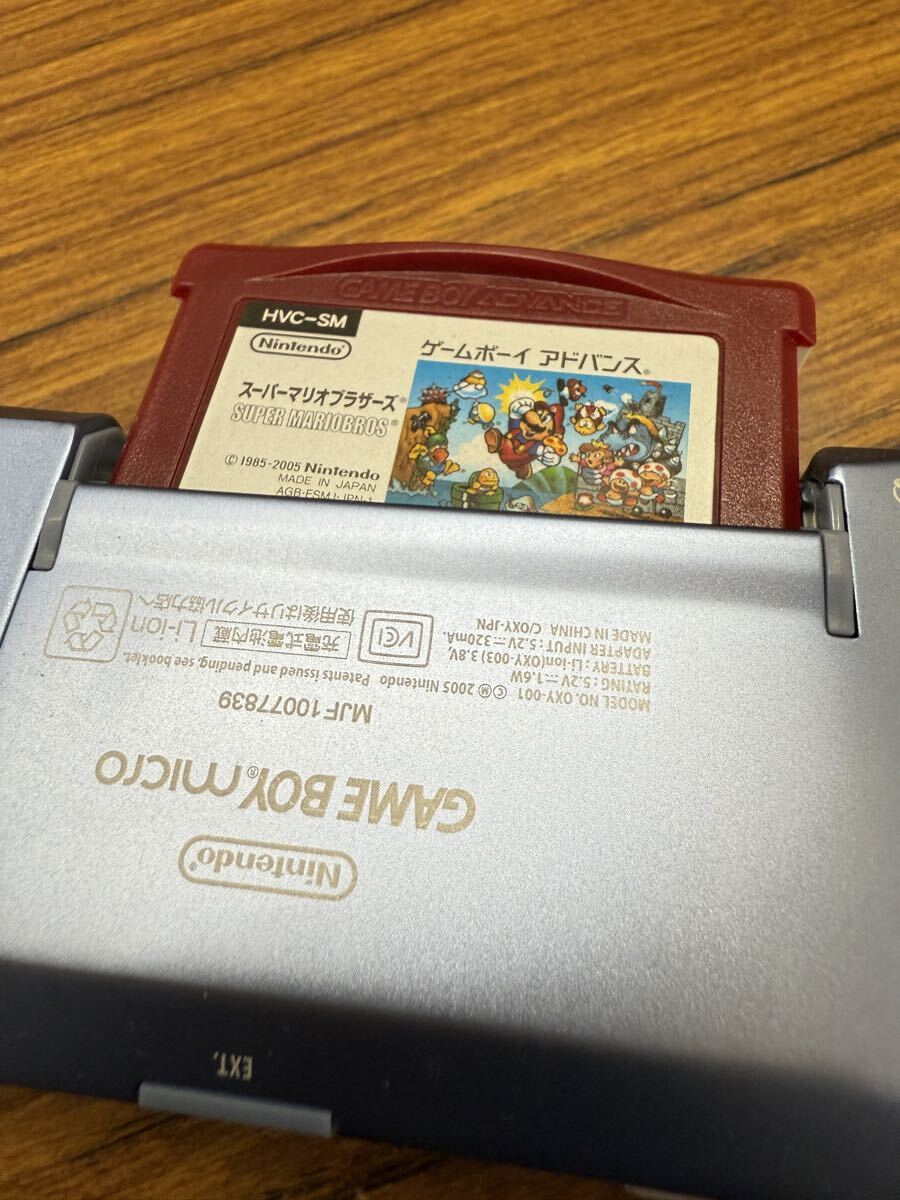 GAME BOY ADVANCE
HVC-SM
Nintendo®
ゲームボーイ アドバンス®
スーパーマリオブラザーズ®
SUPER MARIOBROS®
© 1985-2005 Nintendo
MADE IN JAPAN
AGB-FSMJ-JPN-1
Nintendo®
GAME BOY® micro
MJF10077839
MODEL NO. OXY-001 ©Ⓜ 2005 Nintendo Patents issued and pending, see booklet.
RATING : 5.2V⎓1.6W
BATTERY : Li-ion(OXY-003) 3.8V
ADAPTER INPUT : 5.2V⎓320mA.
MADE IN CHINA C/OXY-JPN
VCI
充電式電池内蔵
Li-ion
使用後はリサイクル協力店へ
EXT.